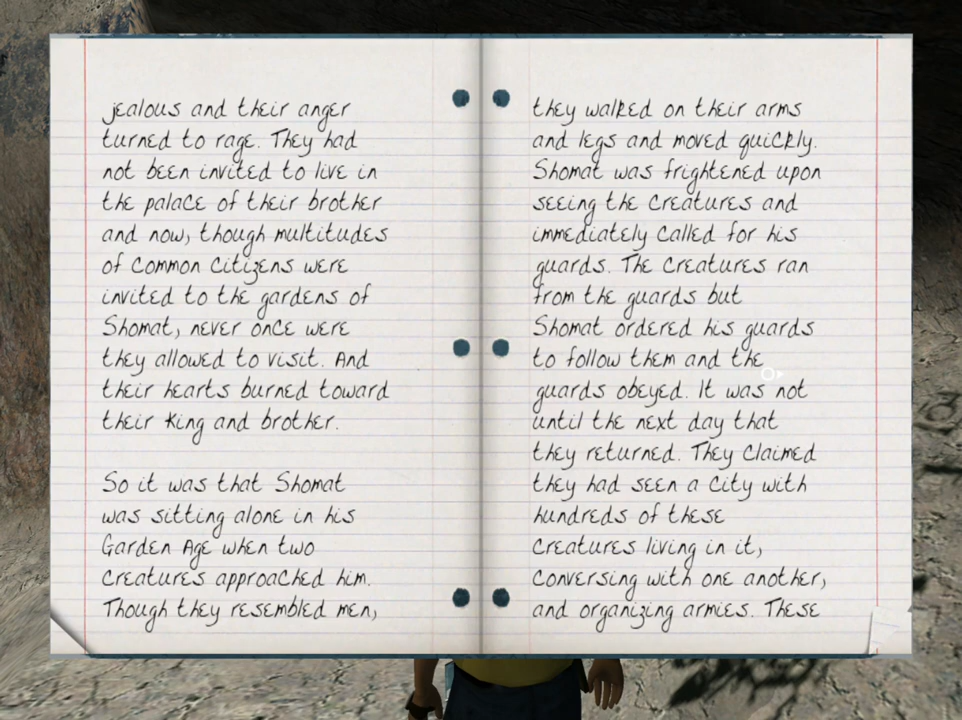 jealous and their anger
turned to rage. They had
not been invited to live in
the palace of their brother
and now, though multitudes
of common citizens were
invited to the gardens of
Shomat, never once were
they allowed to visit. And
their hearts burned toward
their King and brother.
So it was that Shomat
was sitting alone in his
Garden Age when two
creatures approached him.
Though they resembled men,
they walked on their arms
and legs and moved quickly.
Shomat was frightened upon
seeing the creatures and
immediately called for his
guards. The creatures ran
from the guards but
Shomat ordered his guards
to follow them and the
guards obeyed. It was not
until the next day that
they returned. They claimed
they had seen a city with
hundreds of these
creatures living in it,
conversing with one another,
and organizing armies. These